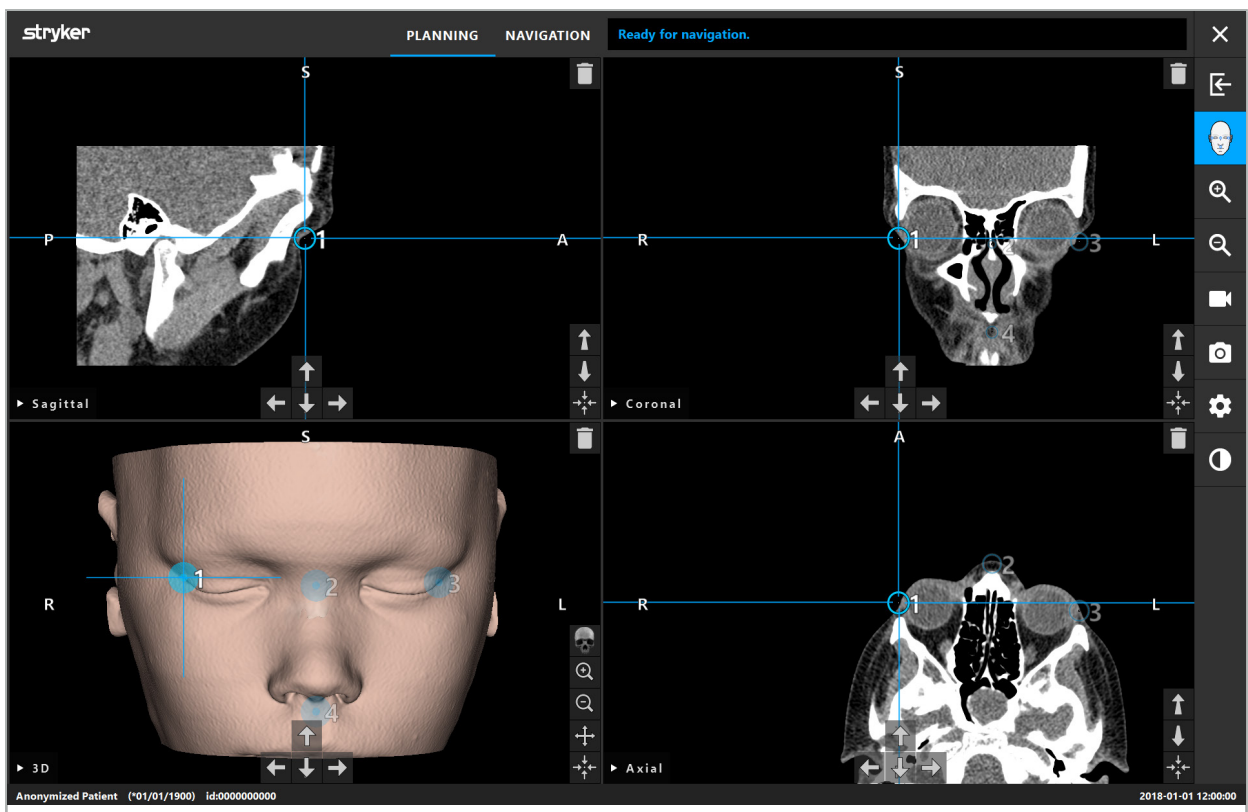 stryker
PLANNING NAVIGATION Ready for navigation.
S
P A
1
Sagittal
S
R L
1 2 3
4
Coronal
S
R L
1 2 3
4
3D
A
R L
2
1 3
Axial
Anonymized Patient (*01/01/1900) id:0000000000 2018-01-01 12:00:00